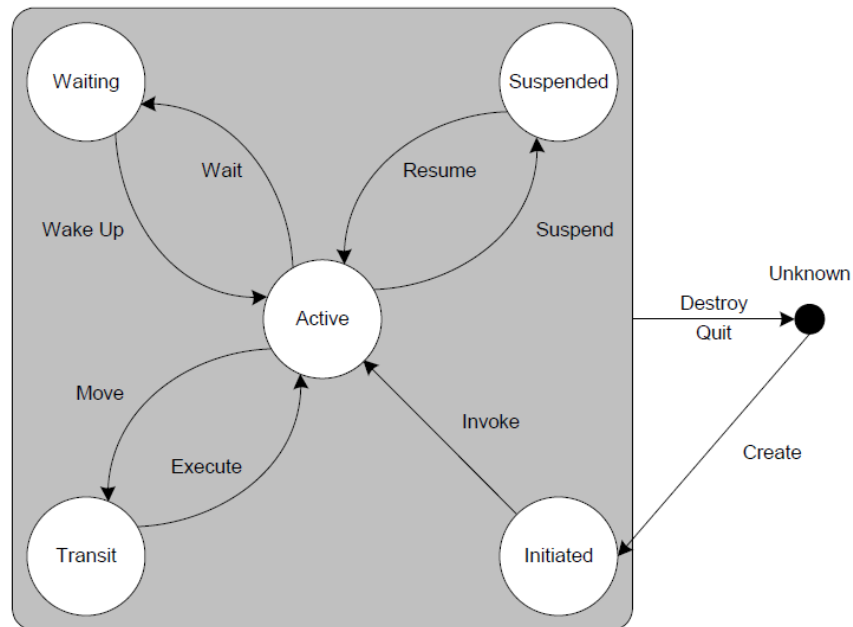 Waiting
Suspended
Wait
Resume
Wake Up
Suspend
Unknown
Destroy
Quit
Active
Move
Invoke
Execute
Create
Transit
Initiated